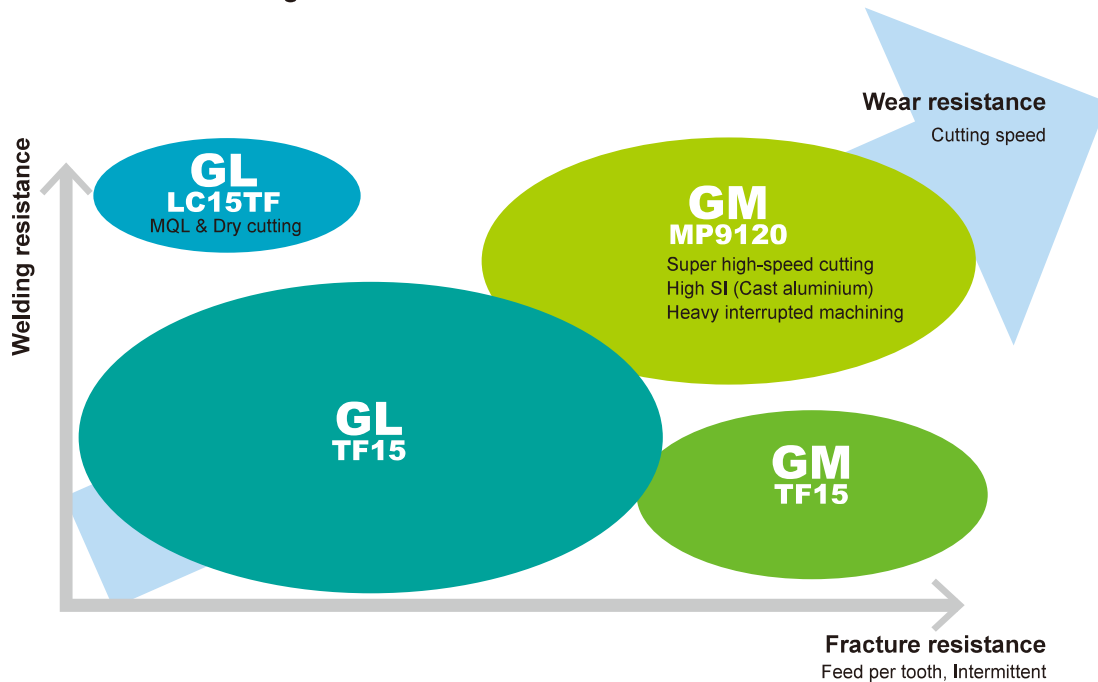 Wear resistance
Cutting speed
Welding resistance
GL
LC15TF
MQL & Dry cutting
GM
MP9120
Super high-speed cutting
High SI (Cast aluminium)
Heavy interrupted machining
GL
TF15
GM
TF15
Fracture resistance
Feed per tooth, Intermittent